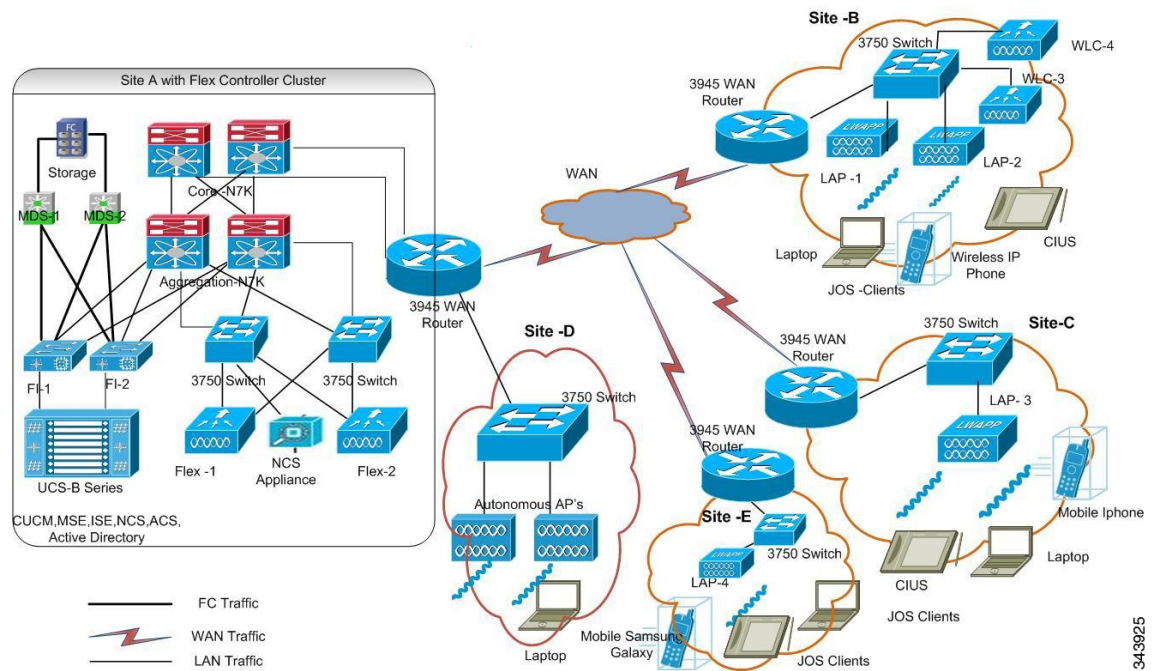 Site A with Flex Controller Cluster
FC
Storage
MDS-1
MDS-2
Core-N7K
Aggregation-N7K
FI-1
FI-2
3750 Switch
3750 Switch
UCS-B Series
Flex -1
NCS
Appliance
Flex-2
CUCM,MSE,ISE,NCS,ACS,
Active Directory
3945 WAN
Router
WAN
Site -B
3750 Switch
WLC-4
WLC-3
3945 WAN
Router
LWAPP
LWAPP
LAP -1
LAP-2
CIUS
Laptop
Wireless IP
Phone
JOS -Clients
Site -D
3750 Switch
Autonomous AP's
Laptop
Site-C
3750 Switch
3945 WAN
Router
LAP- 3
LWAPP
Mobile Iphone
CIUS
Laptop
JOS Clients
3945 WAN
Router
Site -E
3750 Switch
LWAPP
LAP-4
Mobile Samsung
Galaxy
JOS Clients
FC Traffic
WAN Traffic
LAN Traffic
343925